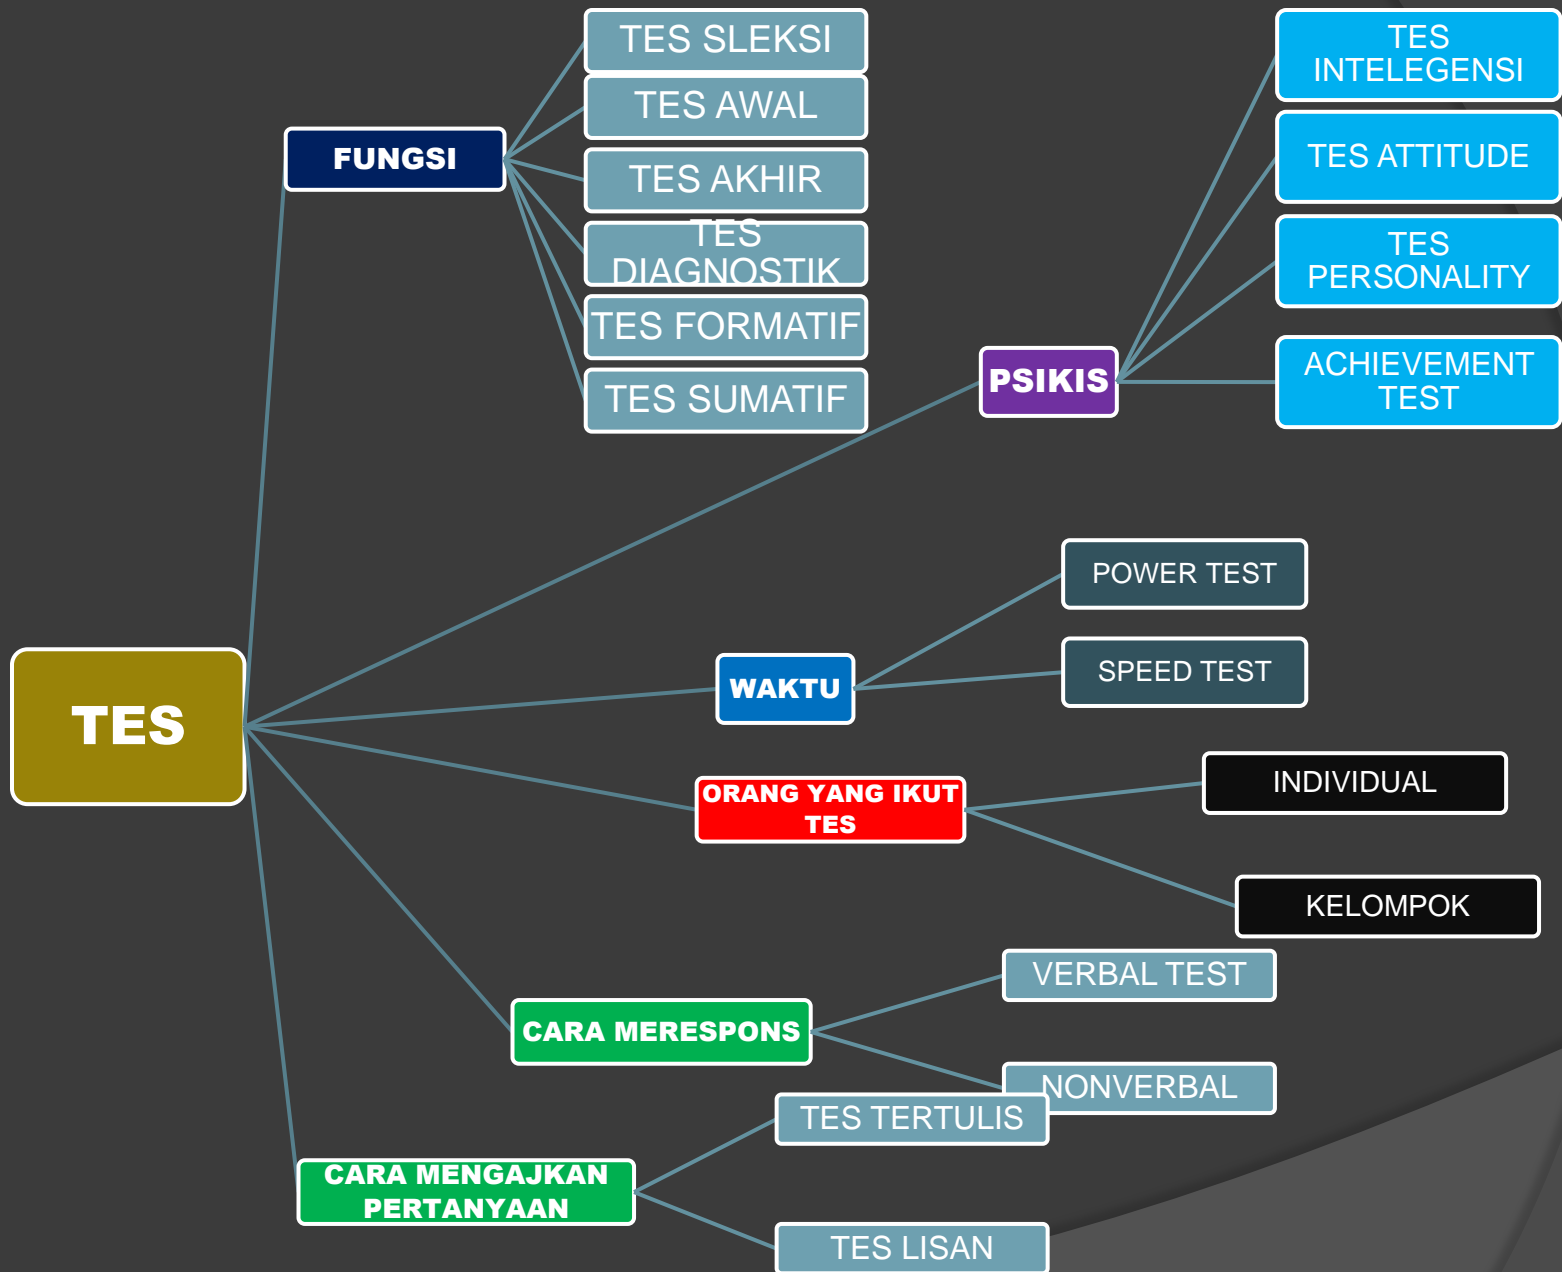 TES
FUNGSI
TES SLEKSI
TES AWAL
TES AKHIR
TES
DIAGNOSTIK
TES FORMATIF
TES SUMATIF
PSIKIS
TES
INTELEGENSI
TES ATTITUDE
TES
PERSONALITY
ACHIEVEMENT
TEST
WAKTU
POWER TEST
SPEED TEST
ORANG YANG IKUT
TES
INDIVIDUAL
KELOMPOK
CARA MERESPONS
VERBAL TEST
NONVERBAL
CARA MENGAJKAN
PERTANYAAN
TES TERTULIS
TES LISAN